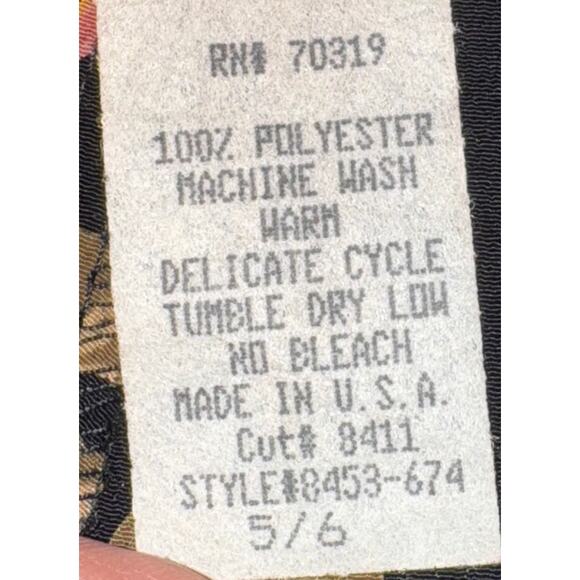 RN# 70319
100% POLYESTER
MACHINE WASH
WARM
DELICATE CYCLE
TUMBLE DRY LOW
NO BLEACH
MADE IN U.S.A.
Cut# 8411
STYLE#8453-674
5/6